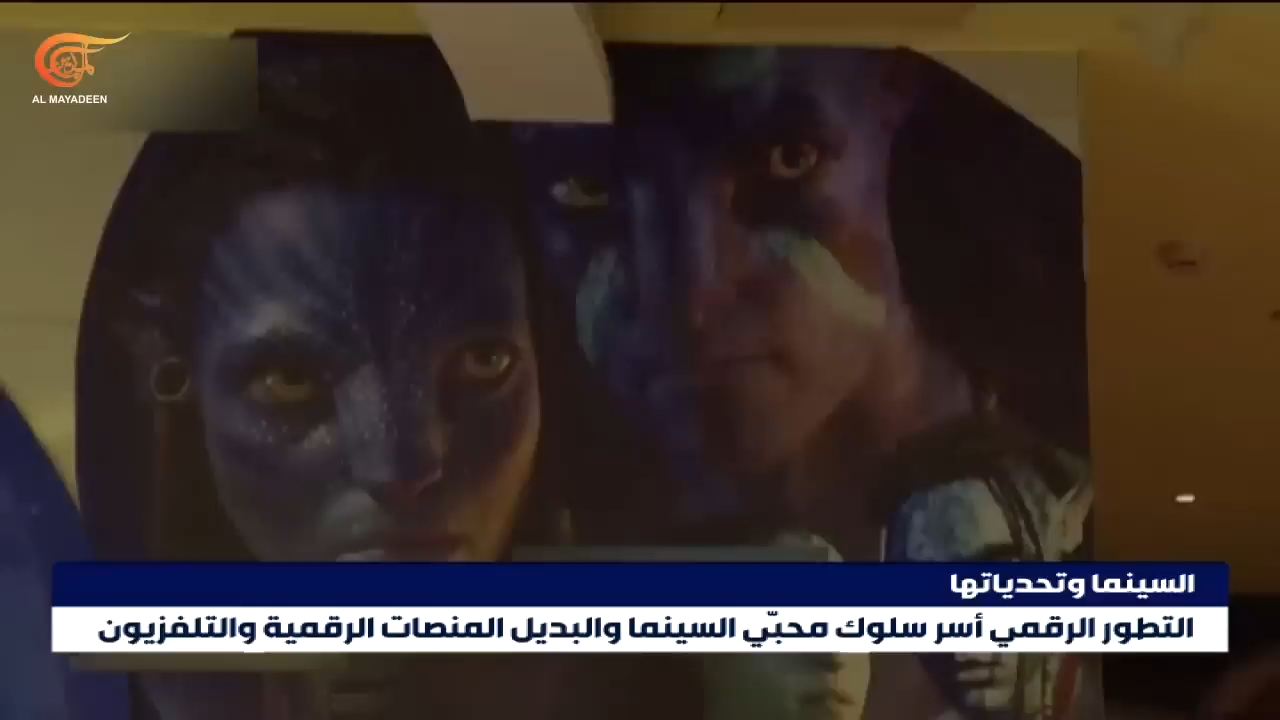 AL MAYADEEN
السينما وتحدياتها
التطور الرقمي أسر سلوك محبّي السينما والبديل المنصات الرقمية والتلفزيون